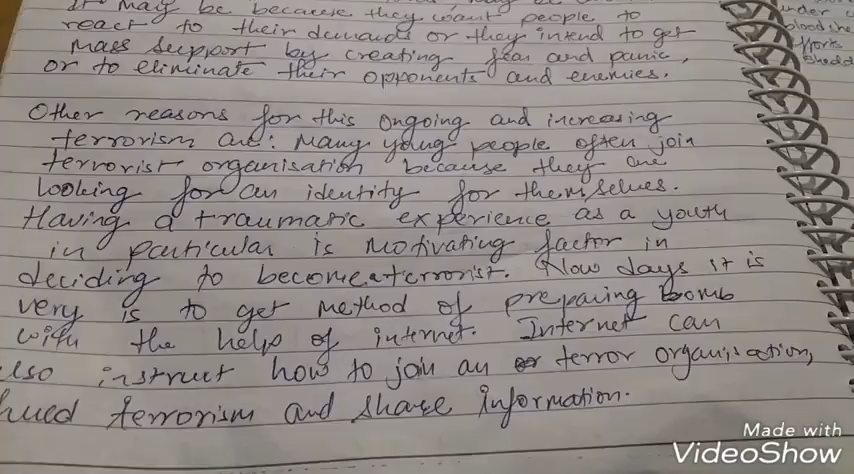 It may be because they want people to
react to their demands or they intend to get
mass support by creating fear and panic,
or to eliminate their opponents and enemies.
Other reasons for this ongoing and increasing
terrorism are: Many young people often join
terrorist organisation because they are
looking for an identity for themselves.
Having a traumatic experience as a youth
in particular is motivating factor in
deciding to become a terrorist. Now days it is
very is to get method of preparing bomb
with the help of internet. Internet can
also instruct how to join an terror organisation,
terrorism and share information.
under
blood she
efforts
shedd
Made with
VideoShow